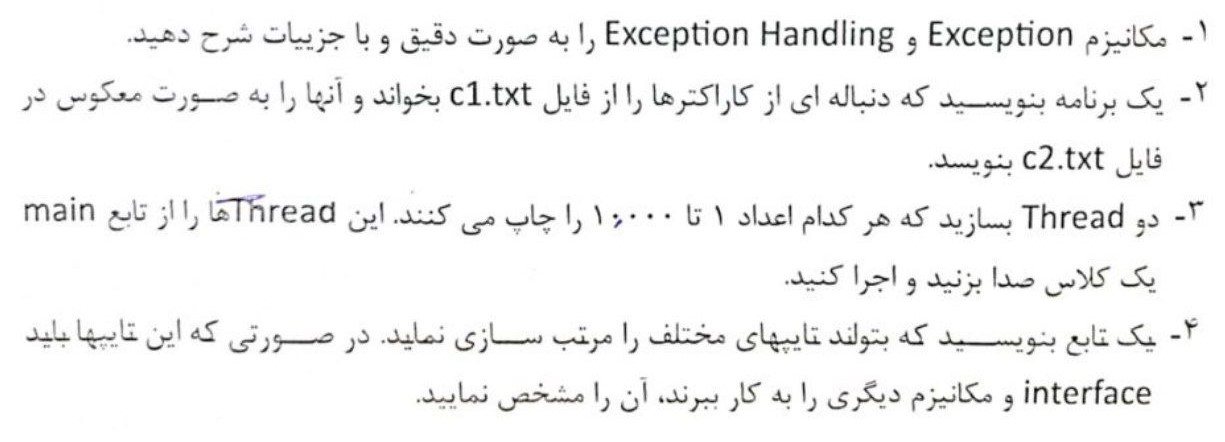 ۱- مکانیزم Exception و Exception Handling را به صورت دقیق و با جزییات شرح دهید.
۲- یک برنامه بنویسید که دنباله ای از کاراکترها را از فایل c1.txt بخواند و آنها را به صورت معکوس در
فایل c2.txt بنویسد.
۳- دو Thread بسازید که هر کدام اعداد ۱ تا ۱۰،۰۰۰ را چاپ می کنند. این Threadها را از تابع main
یک کلاس صدا بزنید و اجرا کنید.
۴- یک تابع بنویسید که بتواند تایپهای مختلف را مرتب سازی نماید. در صورتی که این تایپها باید
interface و مکانیزم دیگری را به کار ببرند، آن را مشخص نمایید.